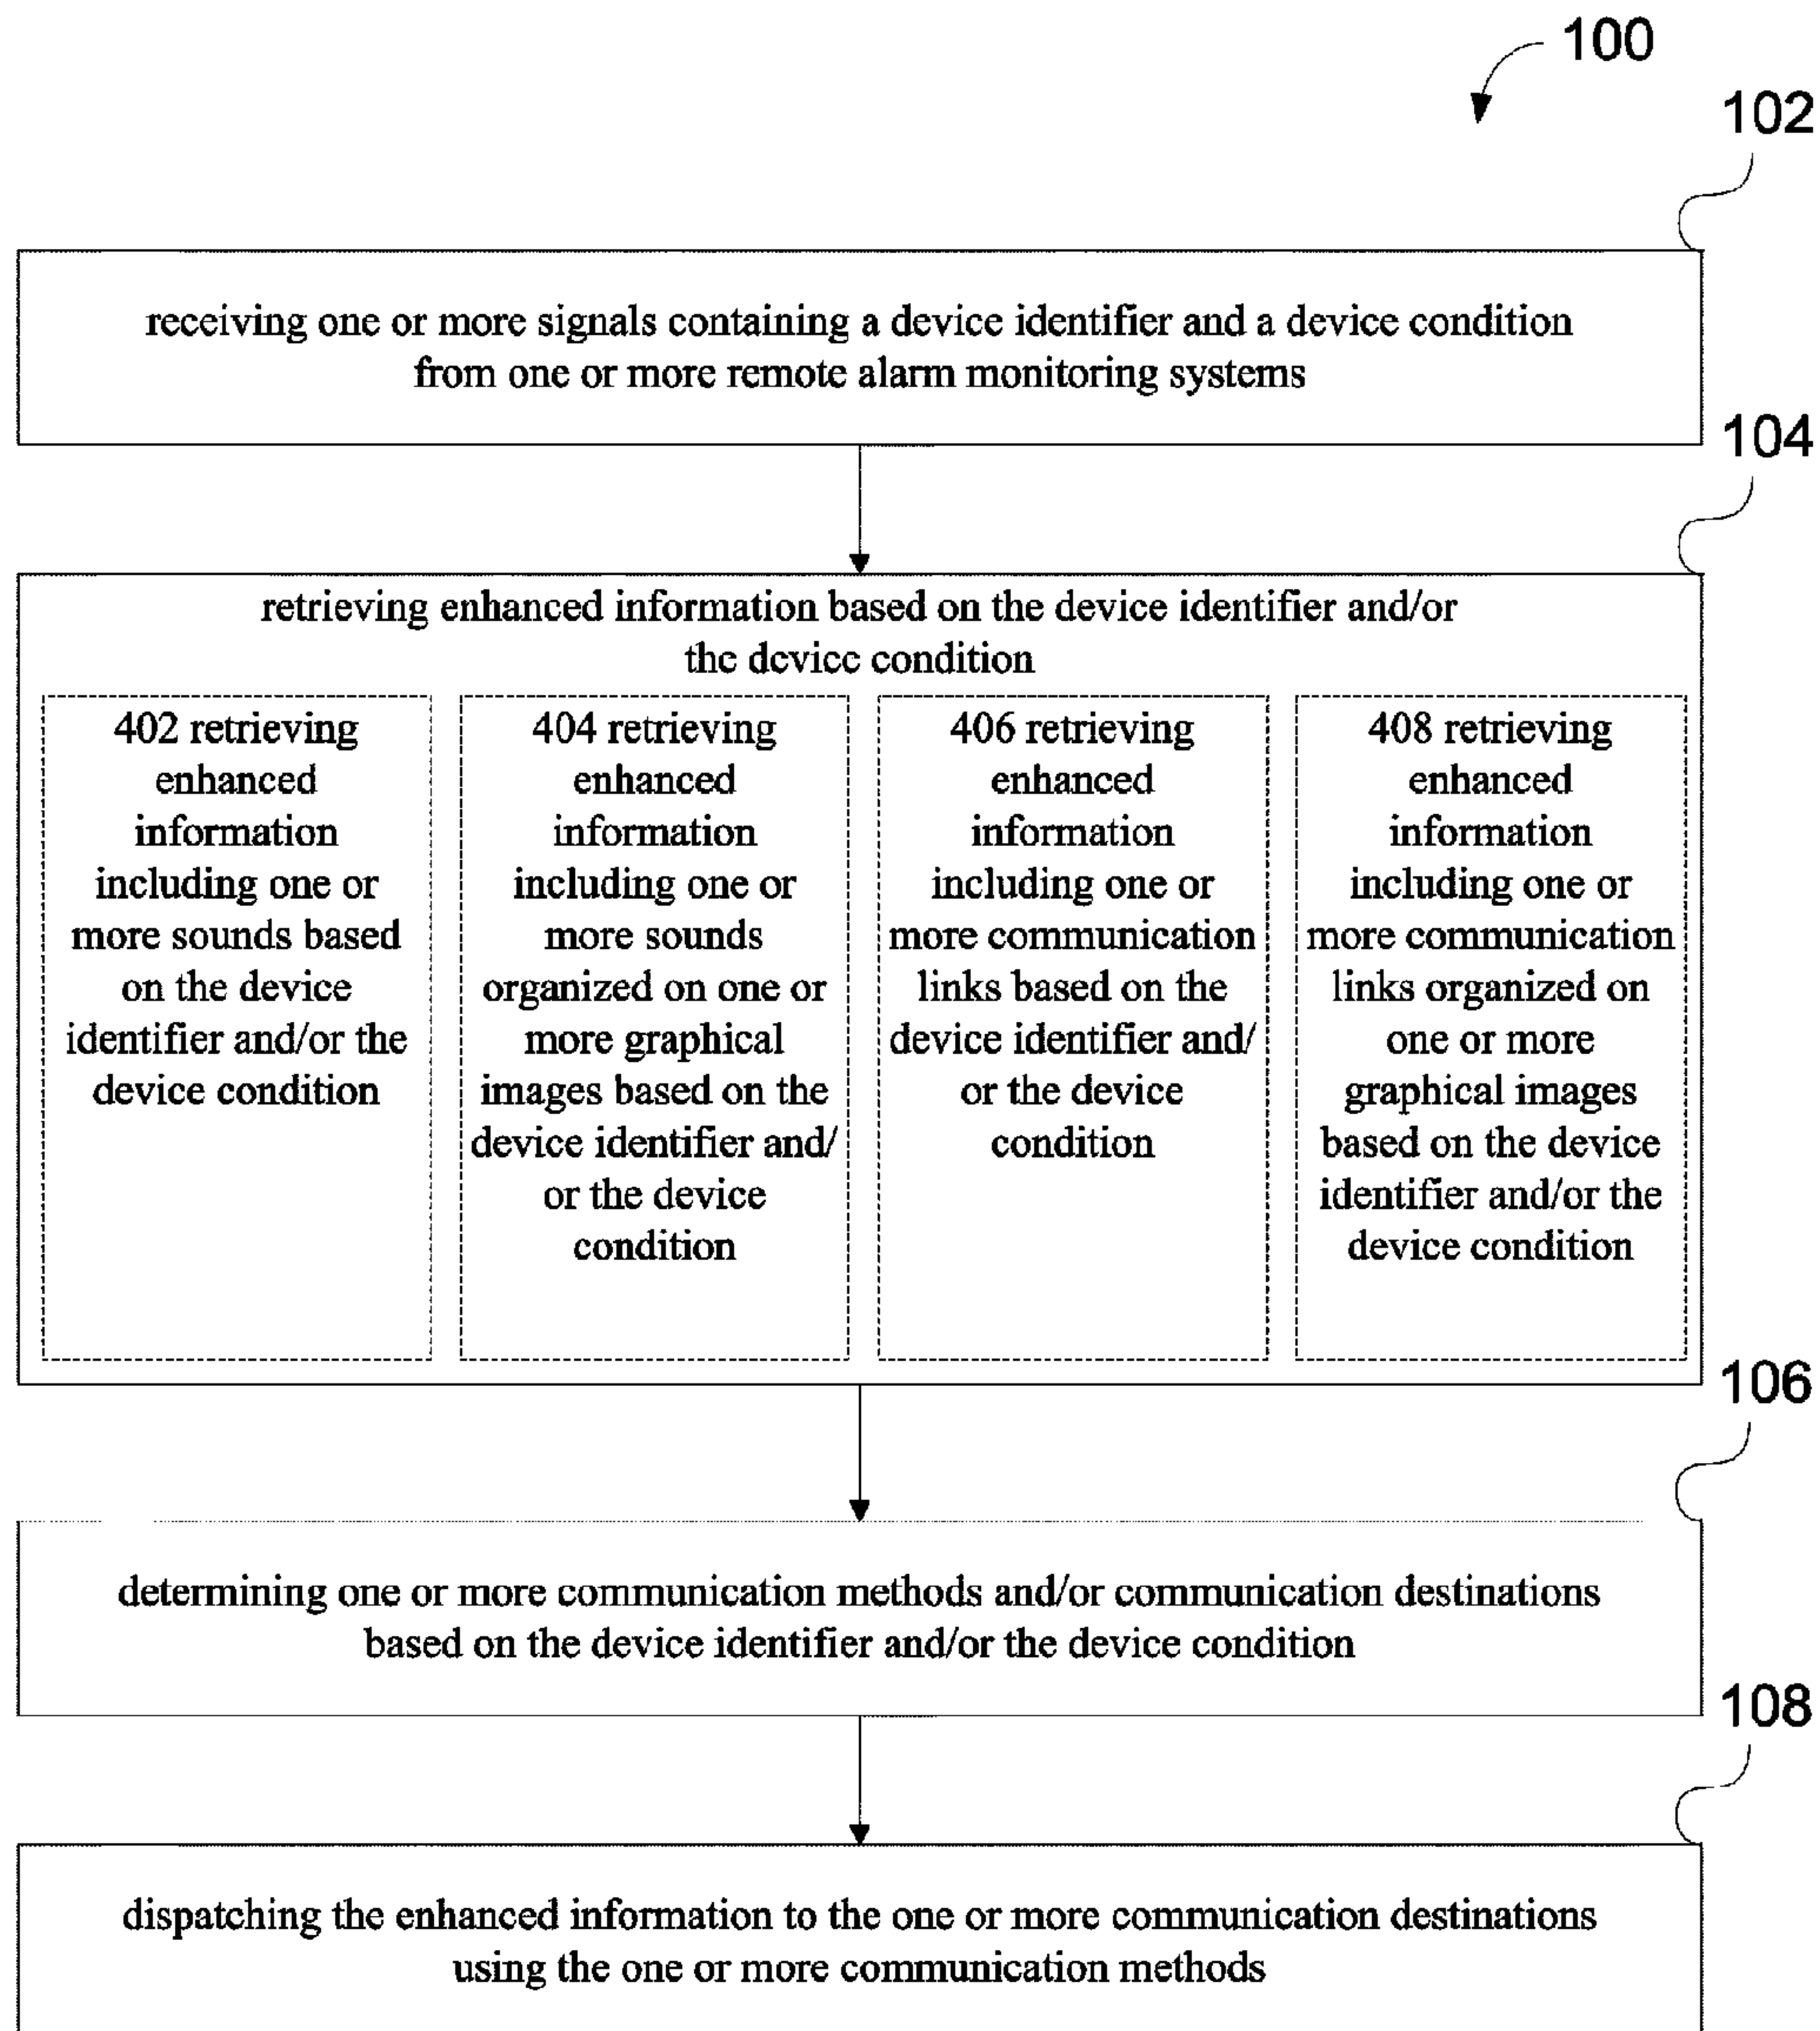 100
102
receiving one or more signals containing a device identifier and a device condition
from one or more remote alarm monitoring systems
104
retrieving enhanced information based on the device identifier and/or
the device condition
402 retrieving
enhanced
information
including one or
more sounds based
on the device
identifier and/or the
device condition
404 retrieving
enhanced
information
including one or
more sounds
organized on one or
more graphical
images based on the
device identifier and/
or the device
condition
406 retrieving
enhanced
information
including one or
more communication
links based on the
device identifier and/
or the device
condition
408 retrieving
enhanced
information
including one or
more communication
links organized on
one or more
graphical images
based on the device
identifier and/or the
device condition
106
determining one or more communication methods and/or communication destinations
based on the device identifier and/or the device condition
108
dispatching the enhanced information to the one or more communication destinations
using the one or more communication methods